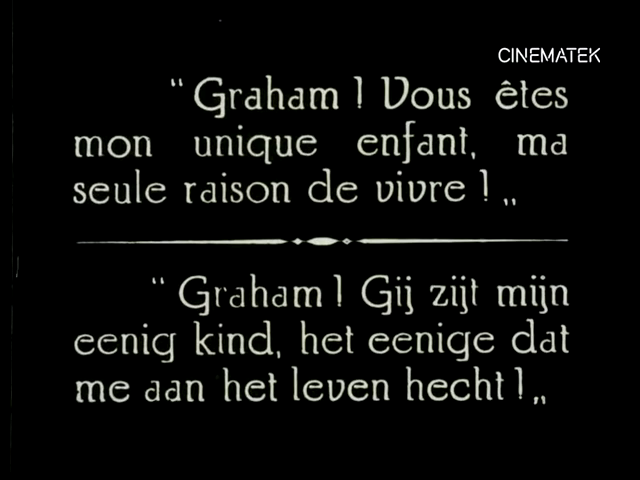 CINEMATEK
“Graham ! Vous êtes
mon unique enfant, ma
seule raison de vivre ! „
“Graham ! Gij zijt mijn
eenig kind, het eenige dat
me aan het leven hecht ! „